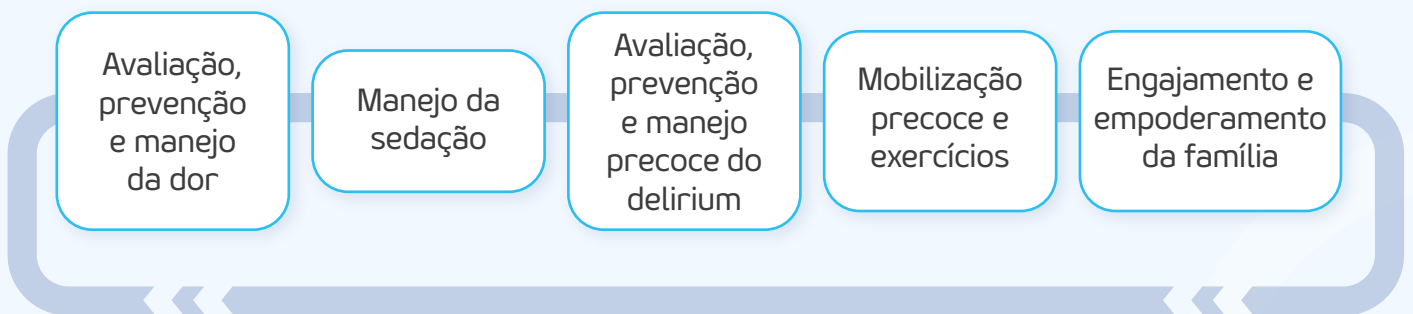 Avaliação,
prevenção
e manejo
da dor
Manejo da
sedação
Avaliação,
prevenção
e manejo
precoce do
delirium
Mobilização
precoce e
exercícios
Engajamento e
empoderamento
da família